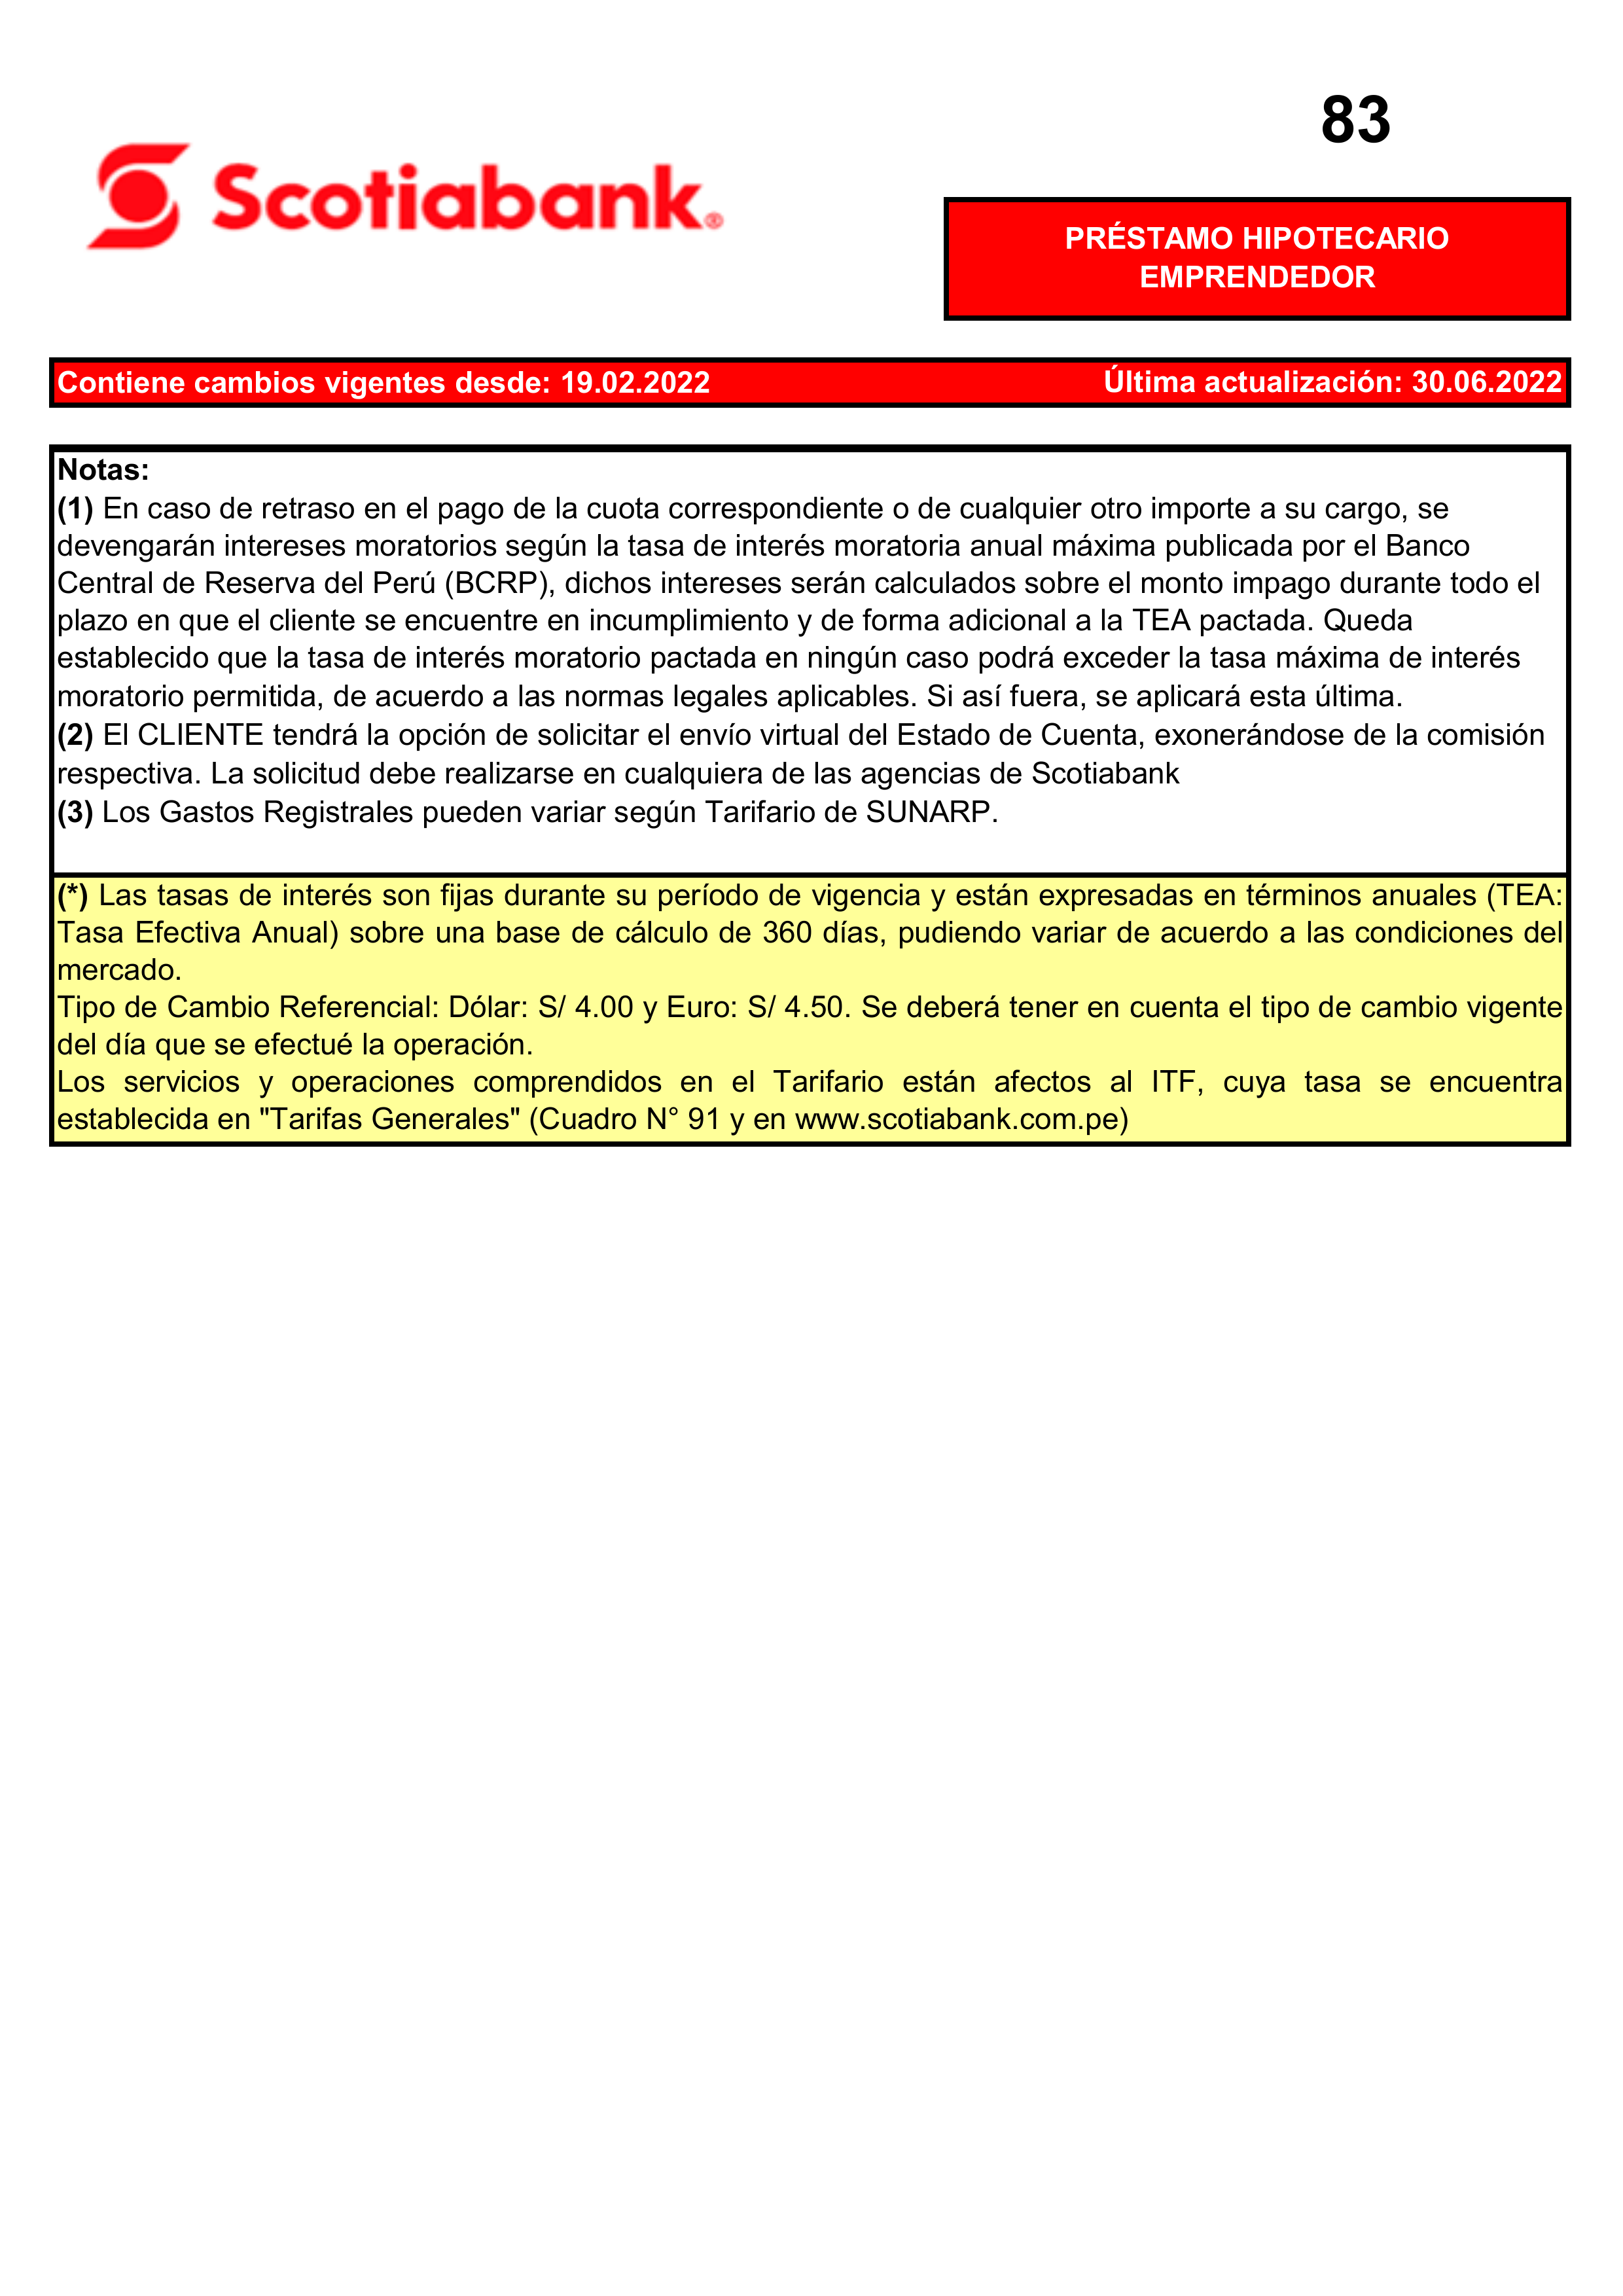 83
Scotiabank®
PRÉSTAMO HIPOTECARIO
EMPRENDEDOR
Contiene cambios vigentes desde: 19.02.2022 Última actualización: 30.06.2022
Notas:
(1) En caso de retraso en el pago de la cuota correspondiente o de cualquier otro importe a su cargo, se
devengarán intereses moratorios según la tasa de interés moratoria anual máxima publicada por el Banco
Central de Reserva del Perú (BCRP), dichos intereses serán calculados sobre el monto impago durante todo el
plazo en que el cliente se encuentre en incumplimiento y de forma adicional a la TEA pactada. Queda
establecido que la tasa de interés moratorio pactada en ningún caso podrá exceder la tasa máxima de interés
moratorio permitida, de acuerdo a las normas legales aplicables. Si así fuera, se aplicará esta última.
(2) El CLIENTE tendrá la opción de solicitar el envío virtual del Estado de Cuenta, exonerándose de la comisión
respectiva. La solicitud debe realizarse en cualquiera de las agencias de Scotiabank
(3) Los Gastos Registrales pueden variar según Tarifario de SUNARP.
(*) Las tasas de interés son fijas durante su período de vigencia y están expresadas en términos anuales (TEA:
Tasa Efectiva Anual) sobre una base de cálculo de 360 días, pudiendo variar de acuerdo a las condiciones del
mercado.
Tipo de Cambio Referencial: Dólar: S/ 4.00 y Euro: S/ 4.50. Se deberá tener en cuenta el tipo de cambio vigente
del día que se efectué la operación.
Los servicios y operaciones comprendidos en el Tarifario están afectos al ITF, cuya tasa se encuentra
establecida en "Tarifas Generales" (Cuadro N° 91 y en www.scotiabank.com.pe)